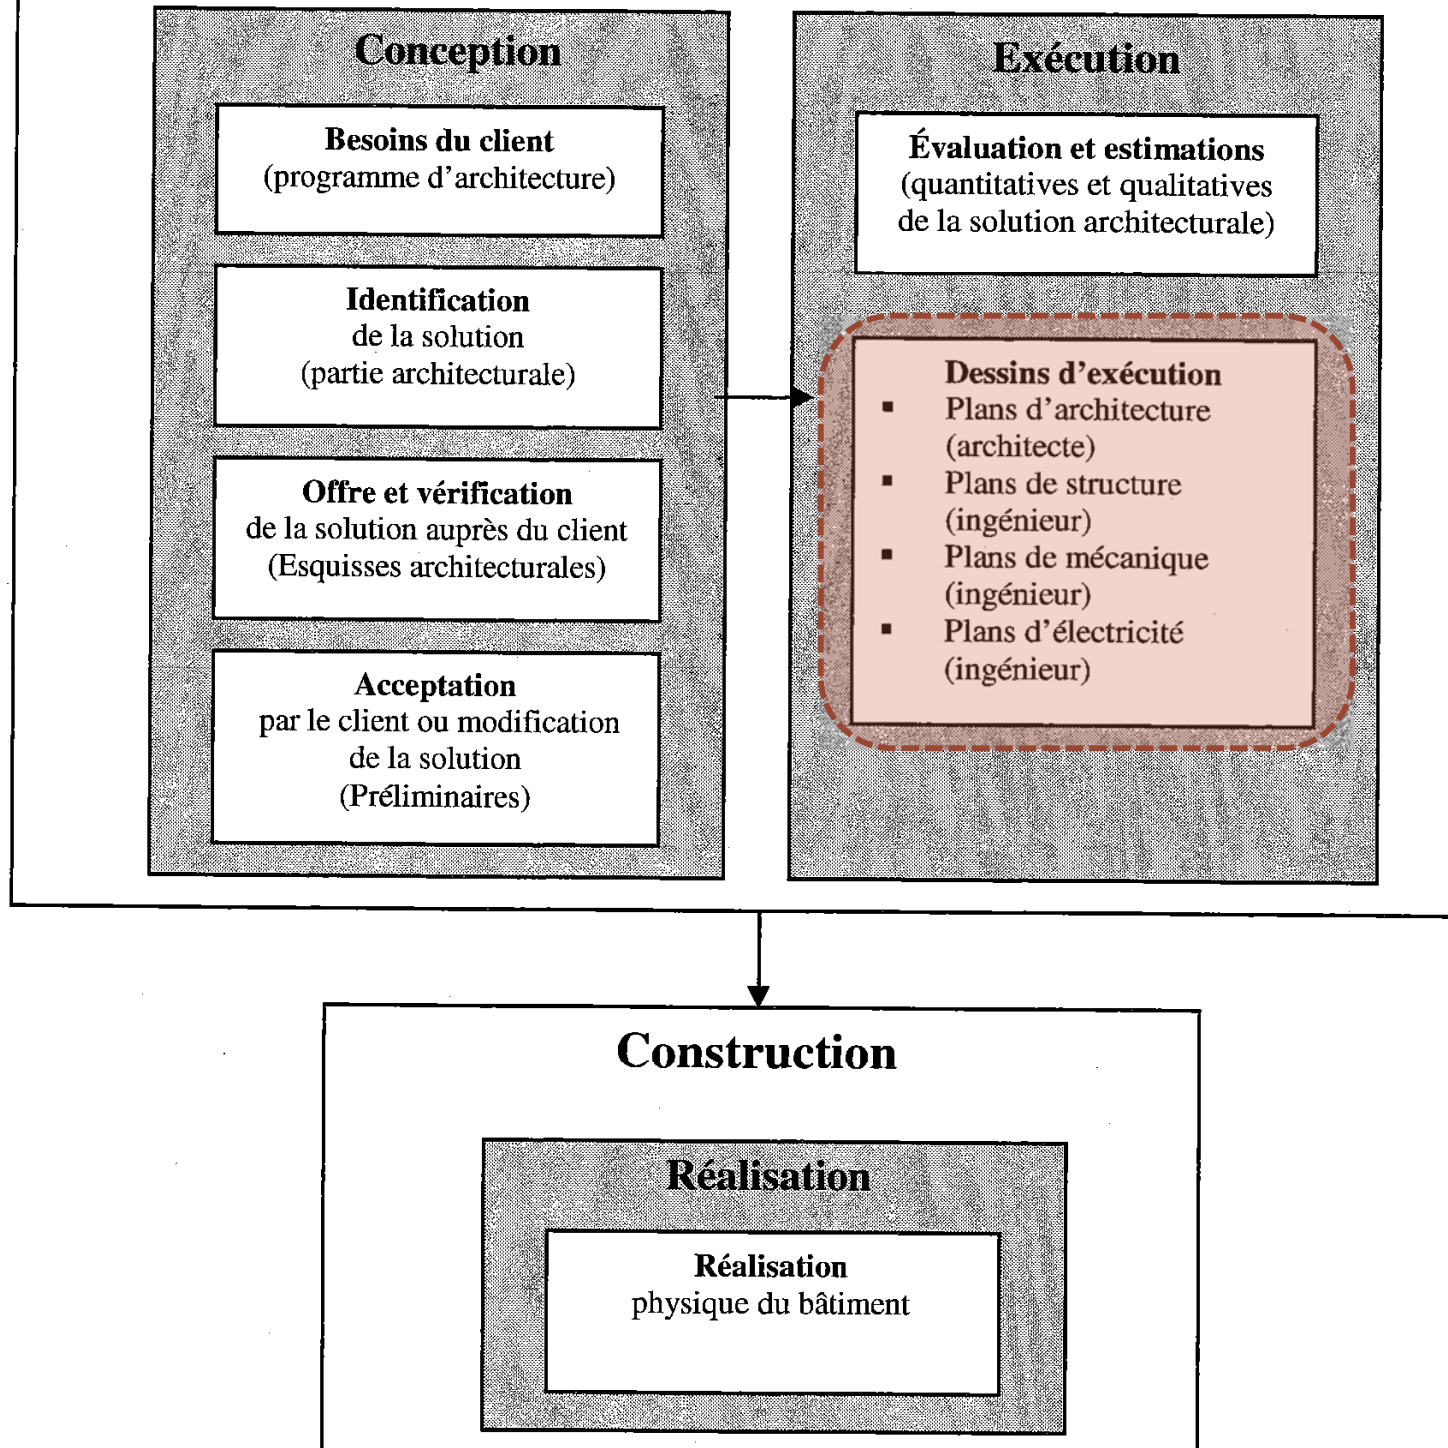 Conception
Besoins du client
(programme d'architecture)
Identification
de la solution
(partie architecturale)
Offre et vérification
de la solution auprès du client
(Esquisses architecturales)
Acceptation
par le client ou modification
de la solution
(Préliminaires)
Exécution
Évaluation et estimations
(quantitatives et qualitatives
de la solution architecturale)
Dessins d'exécution
▪ Plans d'architecture
(architecte)
▪ Plans de structure
(ingénieur)
▪ Plans de mécanique
(ingénieur)
▪ Plans d'électricité
(ingénieur)
Construction
Réalisation
Réalisation
physique du bâtiment